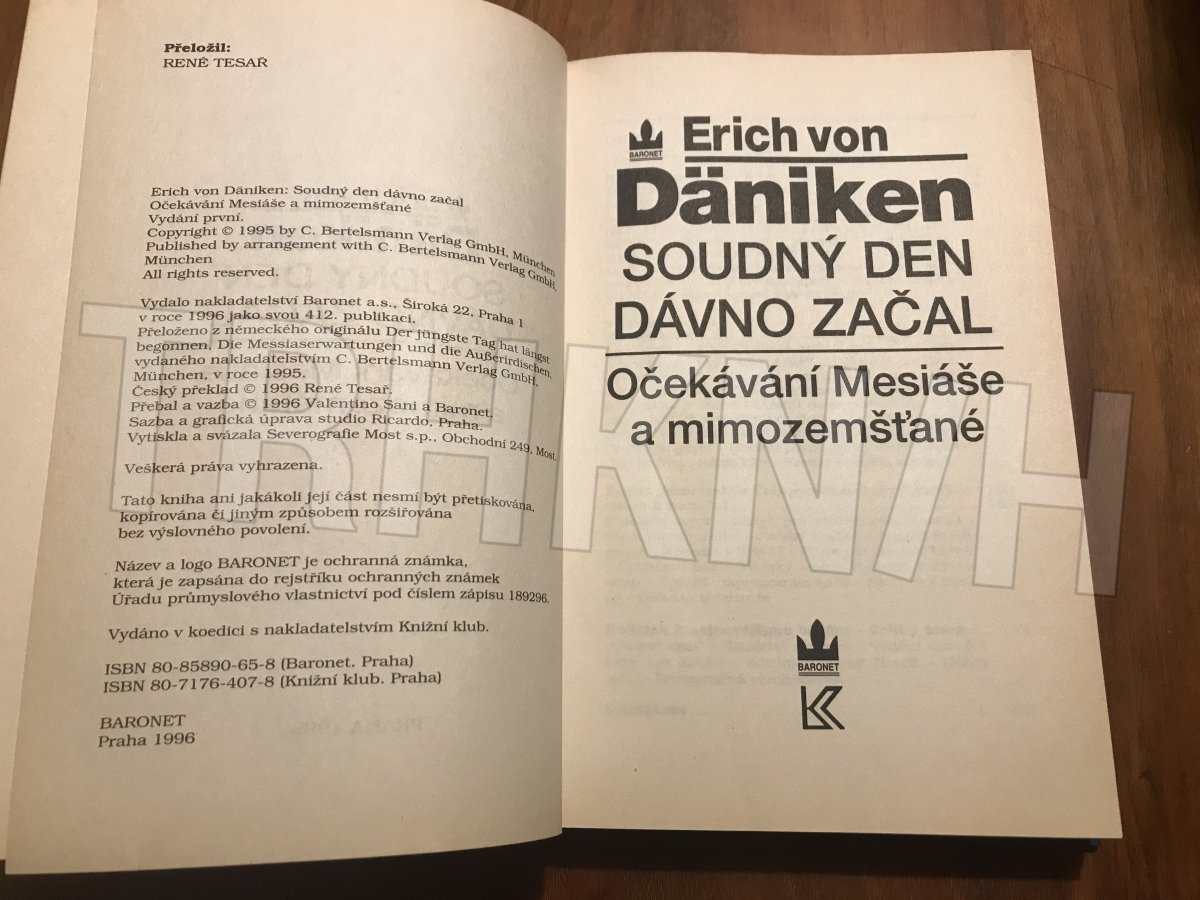 Přeložil:
RENÉ TESAŘ
Erich von Däniken: Soudný den dávno začal
Očekávání Mesiáše a mimozemšťané
Vydání první.
Copyright © 1995 by C. Bertelsmann Verlag GmbH, München
Published by arrangement with C. Bertelsmann Verlag GmbH,
München
All rights reserved.
Vydalo nakladatelství Baronet a.s., Široká 22, Praha 1
v roce 1996 jako svou 412. publikaci.
Přeloženo z německého originálu Der jüngste Tag hat längst
begonnen, Die Messiaserwartungen und die Außerirdischen,
vydaného nakladatelstvím C. Bertelsmann Verlag GmbH,
München, v roce 1995.
Český překlad © 1996 René Tesař.
Přebal a vazba © 1996 Valentino Sani a Baronet.
Sazba a grafická úprava studio Ricardo, Praha.
Vytiskla a svázala Severografie Most s.p., Obchodní 249, Most.
Veškerá práva vyhrazena.
Tato kniha ani jakákoli její část nesmí být přetiskována,
kopírována či jiným způsobem rozšiřována
bez výslovného povolení.
Název a logo BARONET je ochranná známka,
která je zapsána do rejstříku ochranných známek
Úřadu průmyslového vlastnictví pod číslem zápisu 189296.
Vydáno v koedici s nakladatelstvím Knižní klub.
ISBN 80-85890-65-8 (Baronet. Praha)
ISBN 80-7176-407-8 (Knižní klub. Praha)
BARONET
Praha 1996
BARONET
Erich von
Däniken
SOUDNÝ DEN
DÁVNO ZAČAL
Očekávání Mesiáše
a mimozemšťané
BARONET
TRHKNIH